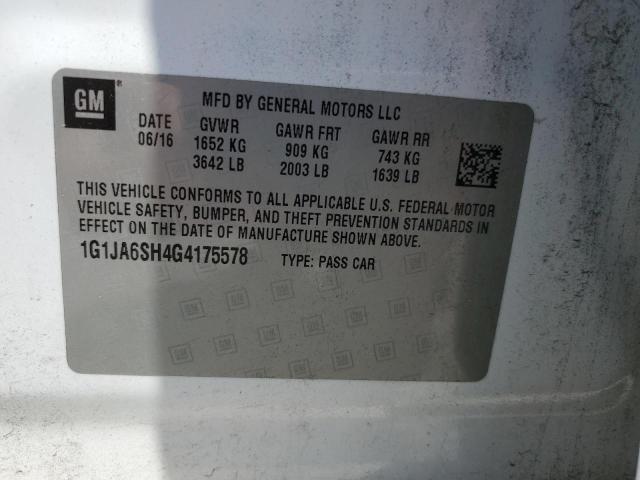 GM ®
MFD BY GENERAL MOTORS LLC
DATE GVWR GAWR FRT GAWR RR
06/16 1652 KG 909 KG 743 KG
3642 LB 2003 LB 1639 LB
THIS VEHICLE CONFORMS TO ALL APPLICABLE U.S. FEDERAL MOTOR
VEHICLE SAFETY, BUMPER, AND THEFT PREVENTION STANDARDS IN
EFFECT ON THE DATE OF MANUFACTURE SHOWN ABOVE.
1G1JA6SH4G4175578 TYPE: PASS CAR